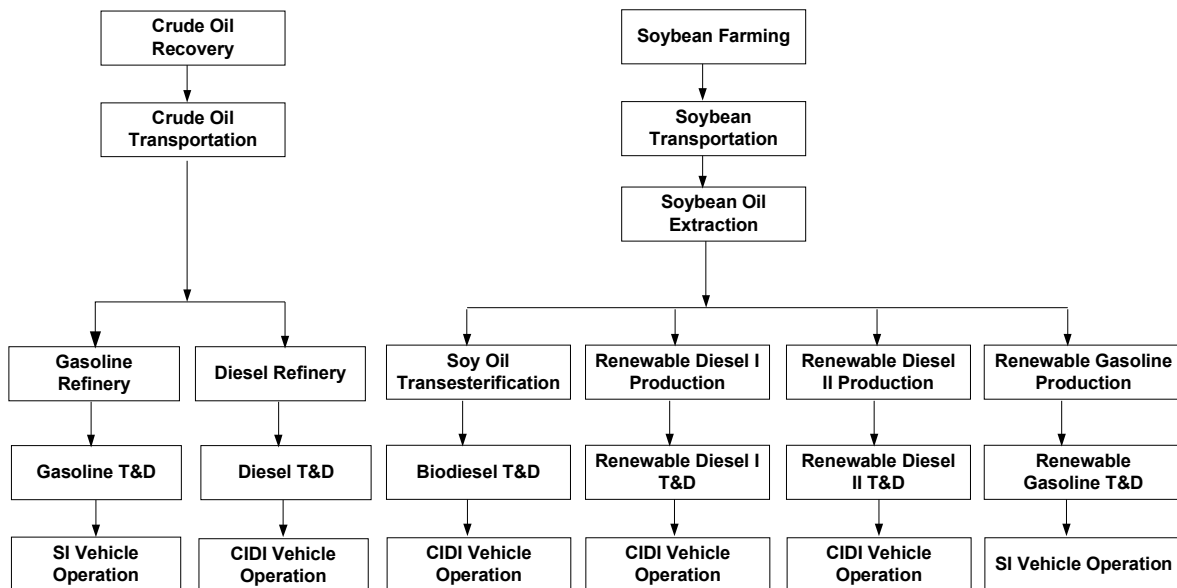 Crude Oil
Recovery
Crude Oil
Transportation
Gasoline
Refinery
Gasoline T&D
SI Vehicle
Operation
Diesel Refinery
Diesel T&D
CIDI Vehicle
Operation
Soybean Farming
Soybean
Transportation
Soybean Oil
Extraction
Soy Oil
Transesterification
Biodiesel T&D
CIDI Vehicle
Operation
Renewable Diesel I
Production
Renewable Diesel I
T&D
CIDI Vehicle
Operation
Renewable Diesel
II Production
Renewable Diesel
II T&D
CIDI Vehicle
Operation
Renewable Gasoline
Production
Renewable
Gasoline T&D
SI Vehicle Operation